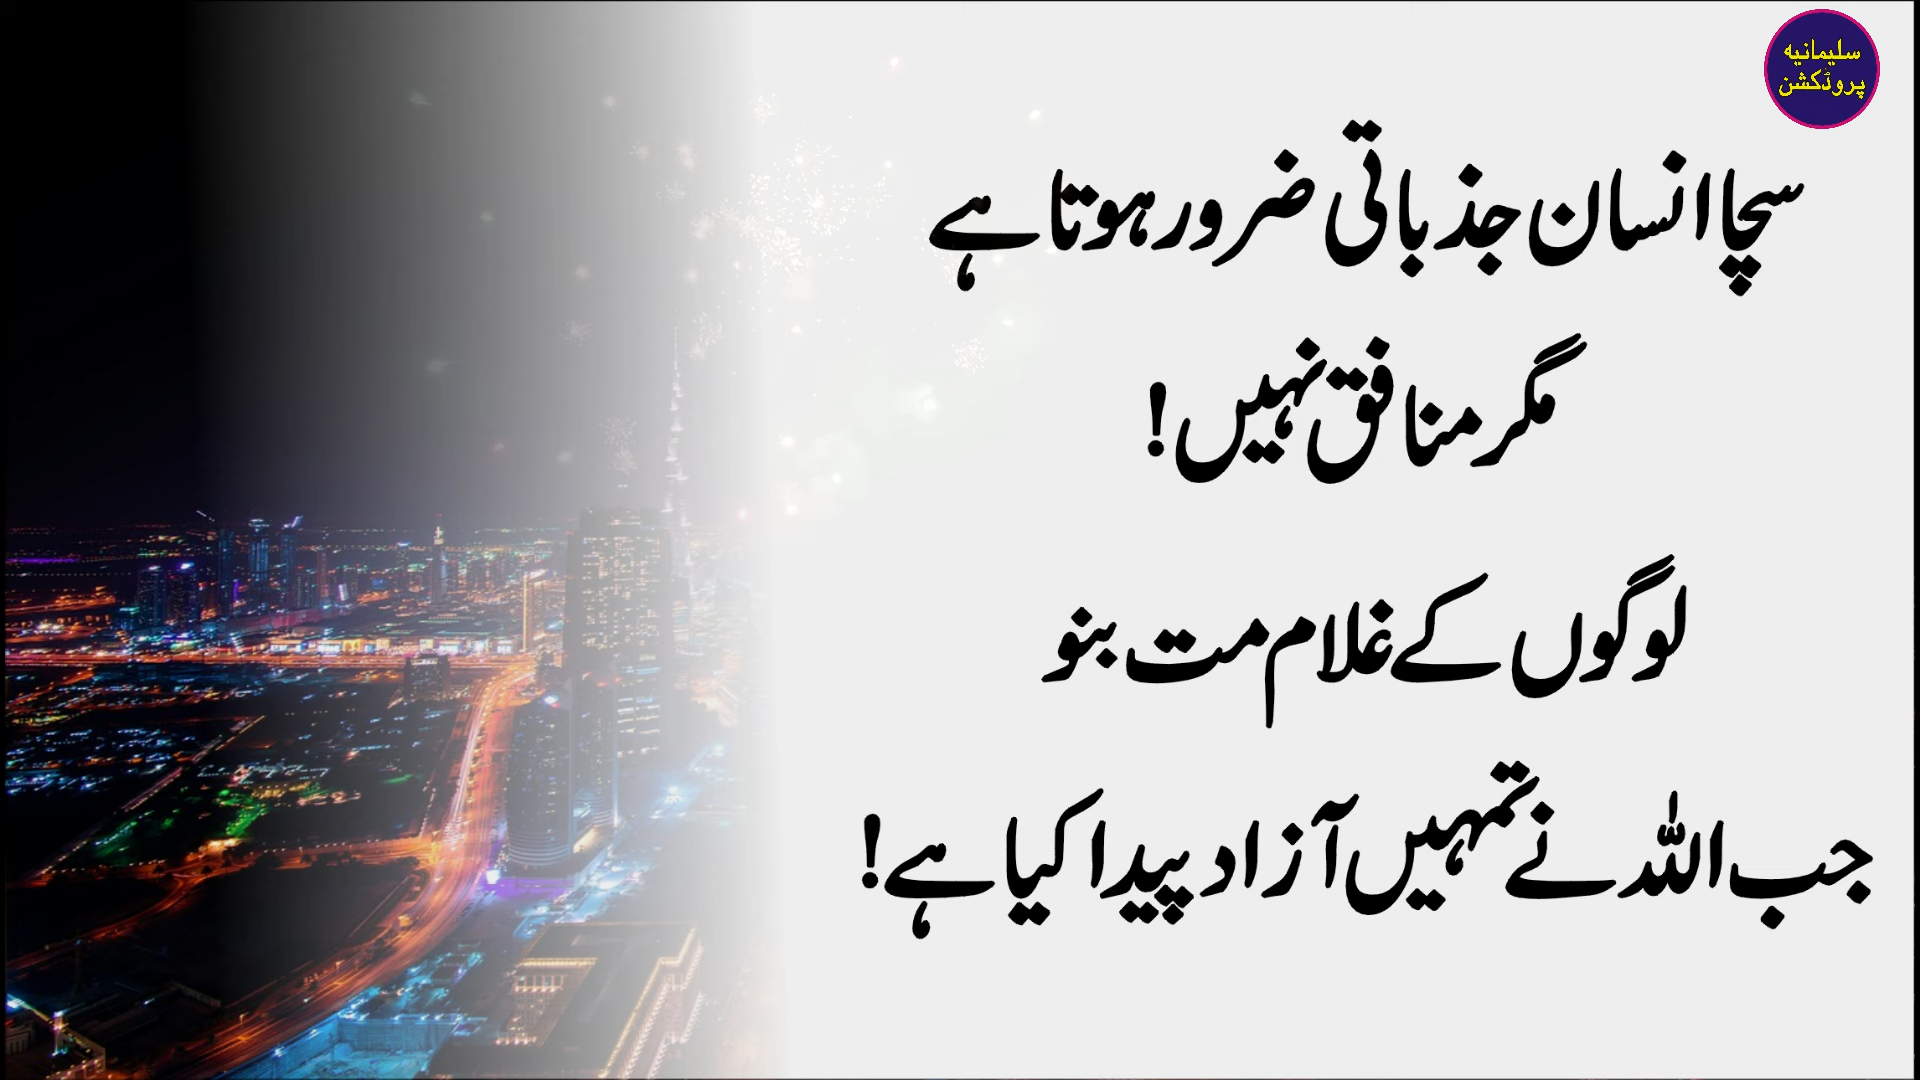 سلیمانیہ
پروڈکشن
سچا انسان جذباتی ضرور ہوتا ہے
مگر منافق نہیں!
لوگوں کے غلام مت بنو
جب اللہ نے تمہیں آزاد پیدا کیا ہے!